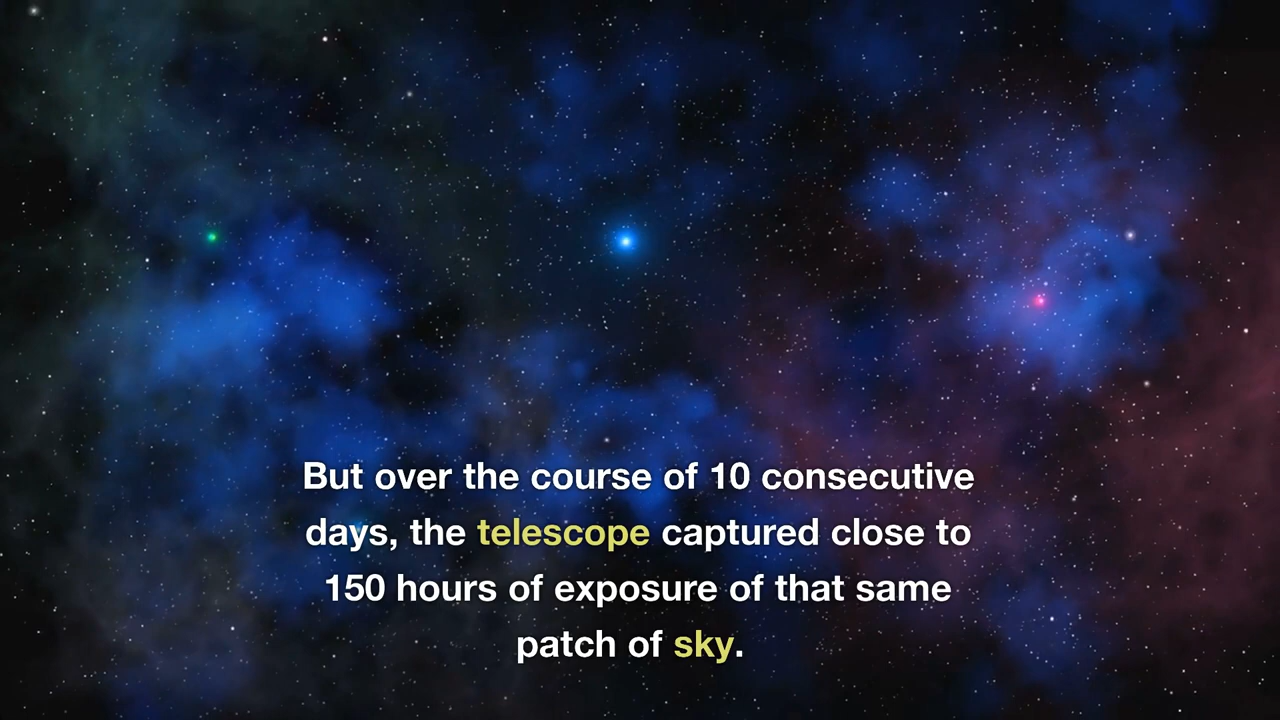 But over the course of 10 consecutive
days, the telescope captured close to
150 hours of exposure of that same
patch of sky.